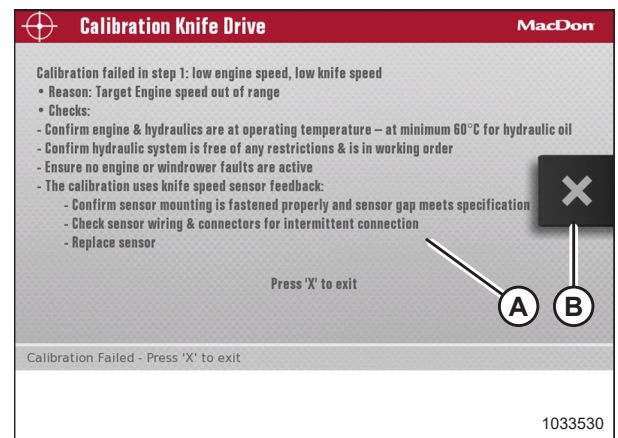 Calibration Knife Drive
MacDon
Calibration failed in step 1: low engine speed, low knife speed
• Reason: Target Engine speed out of range
• Checks:
- Confirm engine & hydraulics are at operating temperature – at minimum 60°C for hydraulic oil
- Confirm hydraulic system is free of any restrictions & is in working order
- Ensure no engine or windrower faults are active
- The calibration uses knife speed sensor feedback:
- Confirm sensor mounting is fastened properly and sensor gap meets specification
- Check sensor wiring & connectors for intermittent connection
- Replace sensor
Press 'X' to exit
A
B
Calibration Failed - Press 'X' to exit
1033530